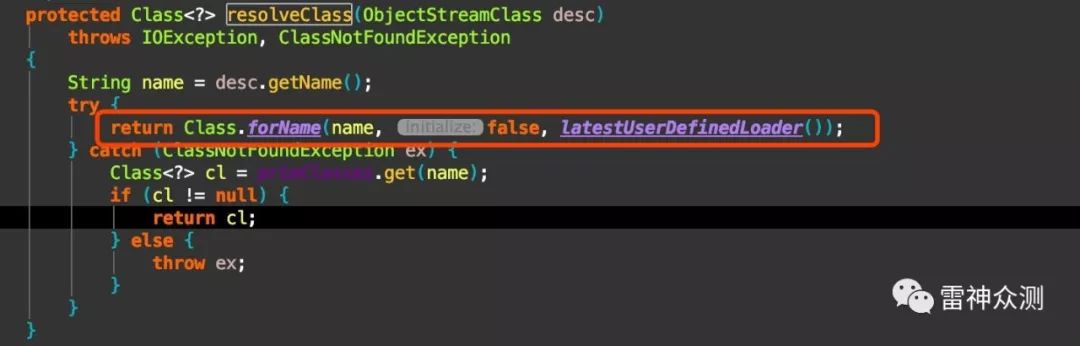 protected Class<?> resolveClass(ObjectStreamClass desc)
throws IOException, ClassNotFoundException
{
String name = desc.getName();
try {
return Class.forName(name, initialize: false, latestUserDefinedLoader());
} catch (ClassNotFoundException ex) {
Class<?> cl = primClasses.get(name);
if (cl != null) {
return cl;
} else {
throw ex;
}
}
}
雷神众测